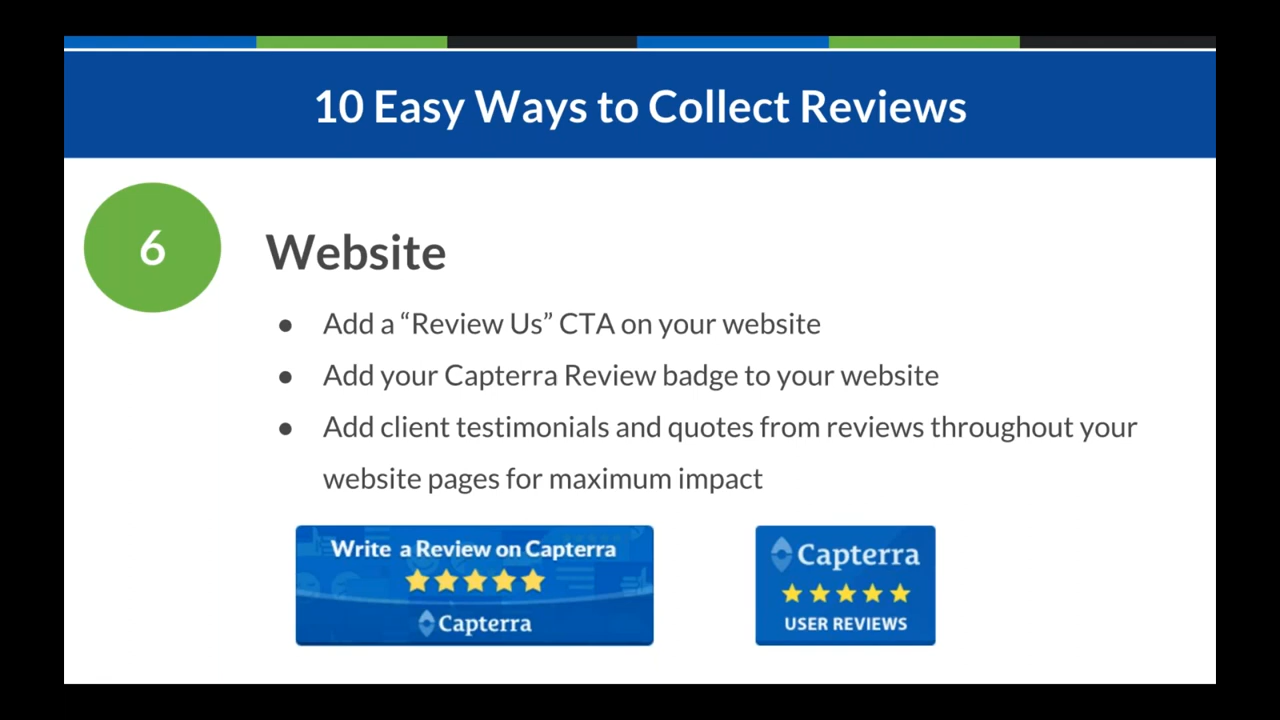 10 Easy Ways to Collect Reviews
6
Website
● Add a “Review Us” CTA on your website
● Add your Capterra Review badge to your website
● Add client testimonials and quotes from reviews throughout your
website pages for maximum impact
Write a Review on Capterra
Capterra
Capterra
USER REVIEWS